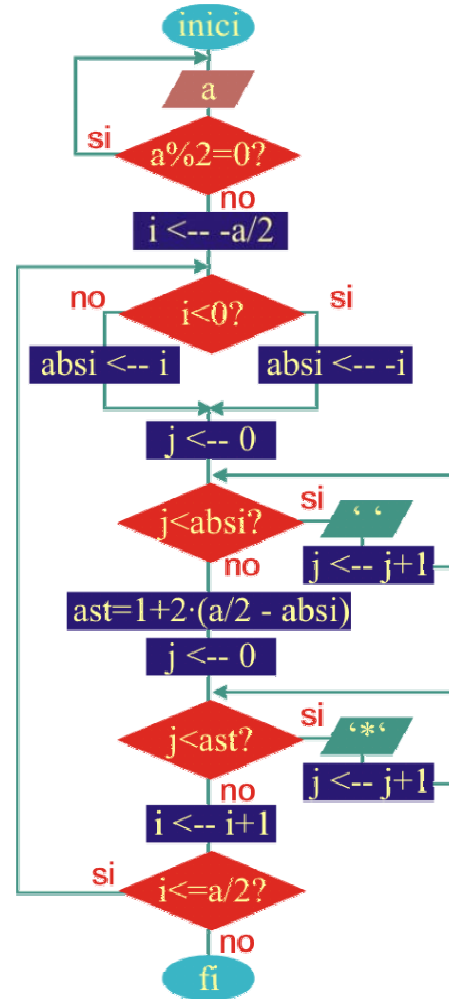 inici
a
si
a%2=0?
no
i <-- -a/2
no
si
i<0?
absi <-- i
absi <-- -i
j <-- 0
si
j<absi?
‘ ‘
no
j <-- j+1
ast=1+2·(a/2 - absi)
j <-- 0
si
j<ast?
‘*‘
no
j <-- j+1
i <-- i+1
si
i<=a/2?
no
fi